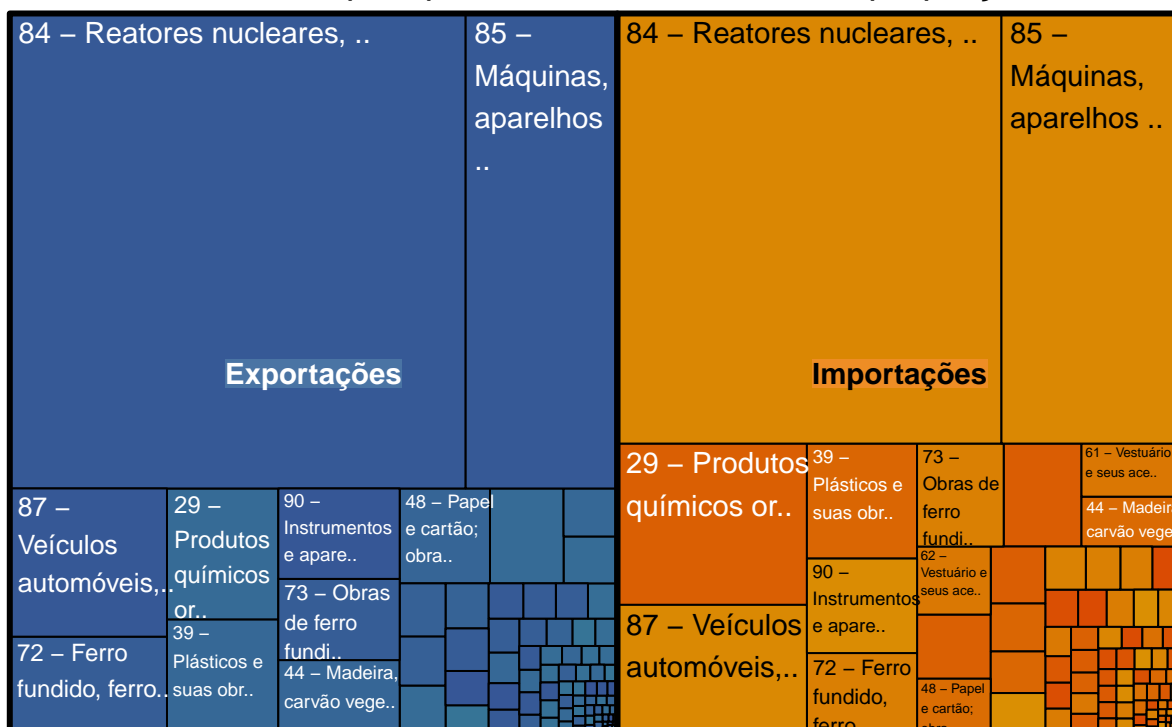 84 – Reatores nucleares, ..
85 –
Máquinas,
aparelhos
..
Exportações
87 –
Veículos
automóveis,..
29 –
Produtos
químicos
or..
90 –
Instrumentos
e apare..
48 – Papel
e cartão;
obra..
72 – Ferro
fundido, ferro..
39 –
Plásticos e
suas obr..
73 – Obras
de ferro
fundi..
44 – Madeira,
carvão vege..
84 – Reatores nucleares, ..
85 –
Máquinas,
aparelhos ..
Importações
29 – Produtos
químicos or..
39 –
Plásticos e
suas obr..
73 –
Obras de
ferro
fundi..
61 – Vestuário
e seus ace..
44 – Madeira
carvão vege
87 – Veículos
automóveis,..
90 –
Instrumentos
e apare..
62 –
Vestuário e
seus ace..
72 – Ferro
fundido,
ferro
48 – Papel
e cartão;